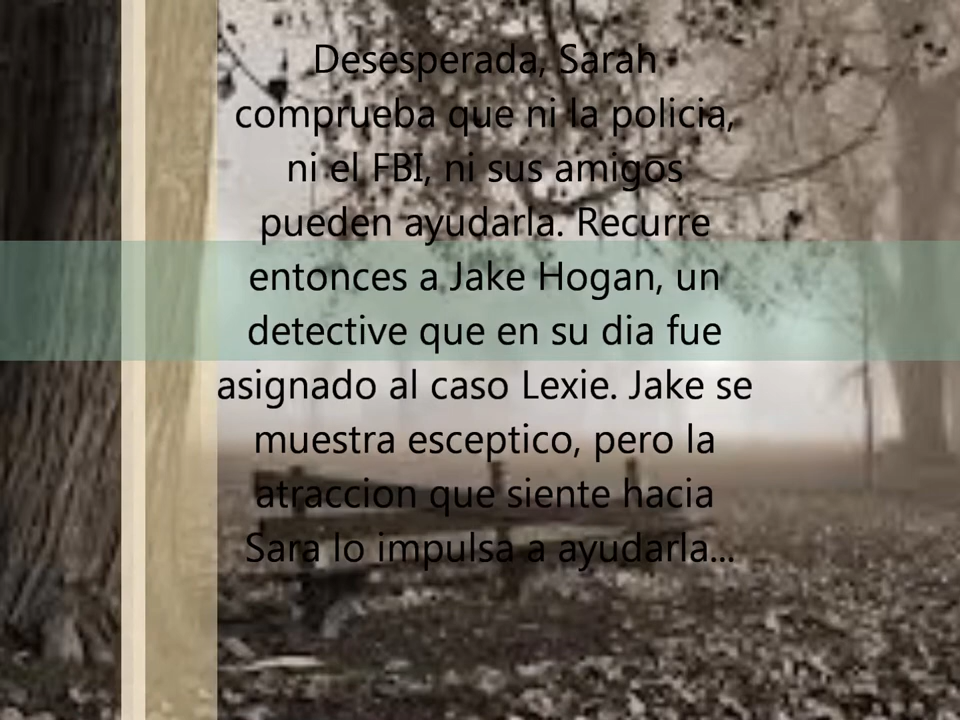 Desesperada, Sarah
comprueba que ni la policia,
ni el FBI, ni sus amigos
pueden ayudarla. Recurre
entonces a Jake Hogan, un
detective que en su dia fue
asignado al caso Lexie. Jake se
muestra esceptico, pero la
atraccion que siente hacia
Sara lo impulsa a ayudarla...